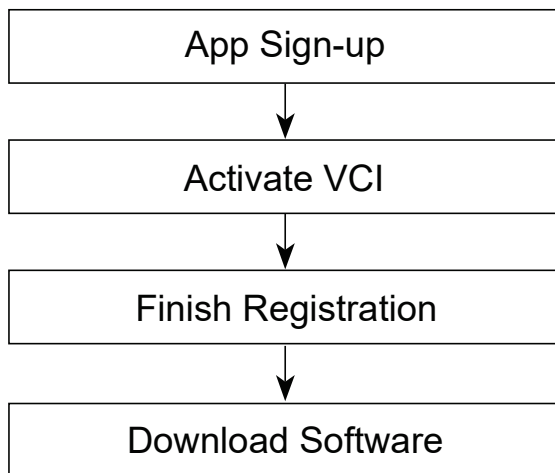 App Sign-up
Activate VCI
Finish Registration
Download Software